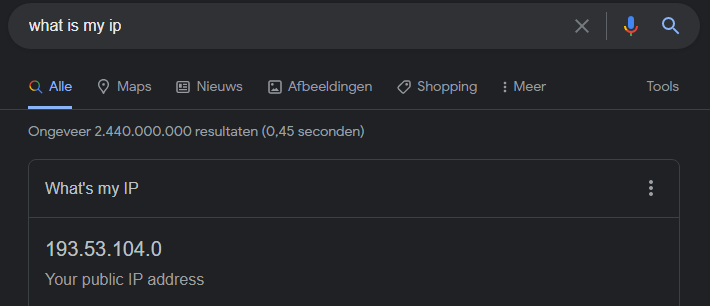 what is my ip
Alle Maps Nieuws Afbeeldingen Shopping Meer Tools
Ongeveer 2.440.000.000 resultaten (0,45 seconden)
What's my IP
193.53.104.0
Your public IP address